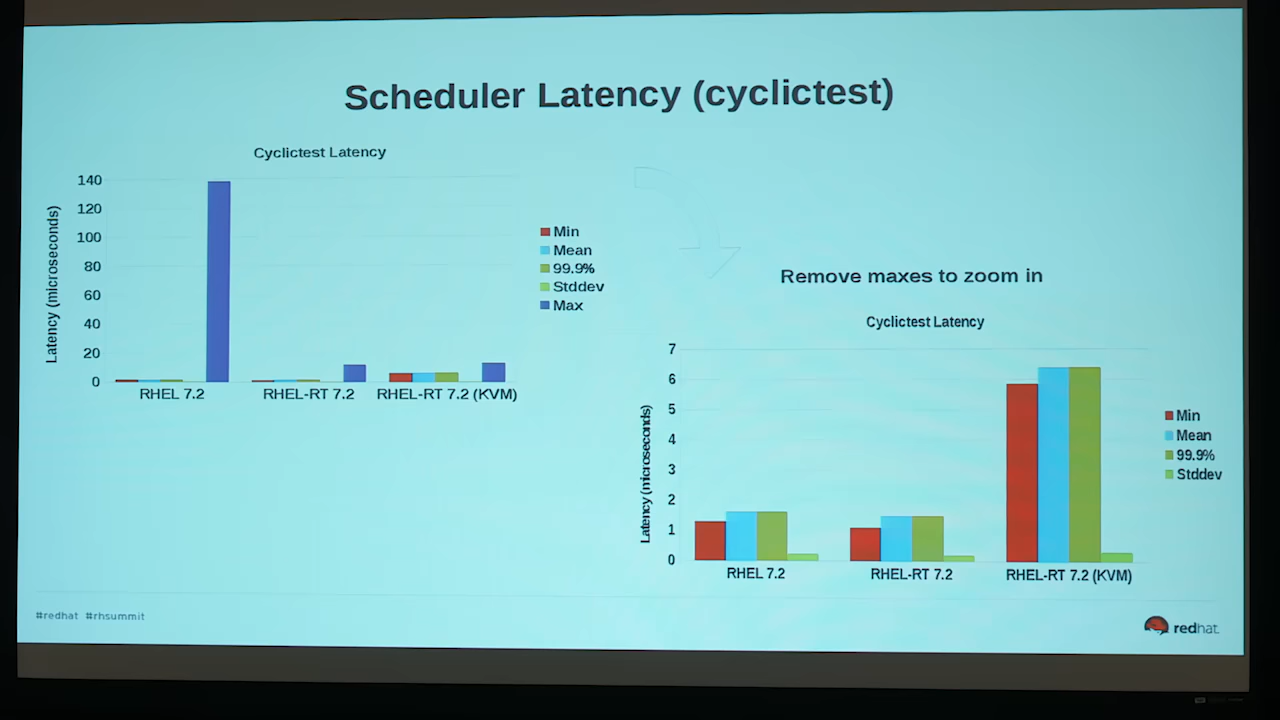 Scheduler Latency (cyclictest)
Cyclictest Latency
Latency (microseconds)
140
120
100
80
60
40
20
0
RHEL 7.2
RHEL-RT 7.2
RHEL-RT 7.2 (KVM)
Min
Mean
99.9%
Stddev
Max
Remove maxes to zoom in
Cyclictest Latency
Latency (microseconds)
7
6
5
4
3
2
1
0
RHEL 7.2
RHEL-RT 7.2
RHEL-RT 7.2 (KVM)
Min
Mean
99.9%
Stddev
#redhat #rhsummit
redhat.